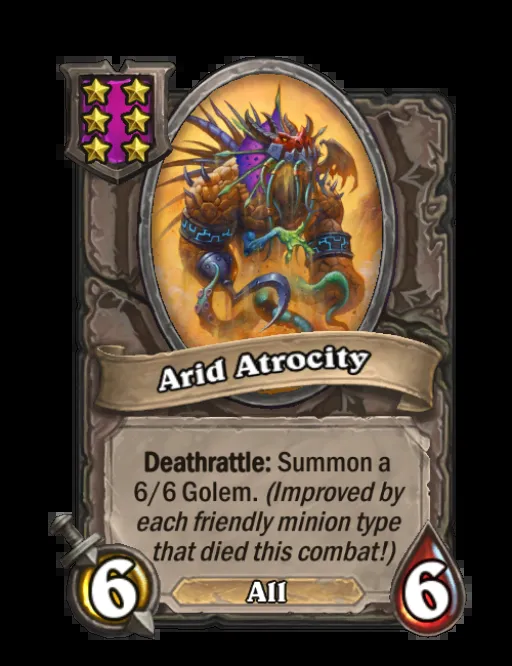 Arid Atrocity
Deathrattle: Summon a
6/6 Golem. (Improved by
each friendly minion type
that died this combat!)
6
All
6